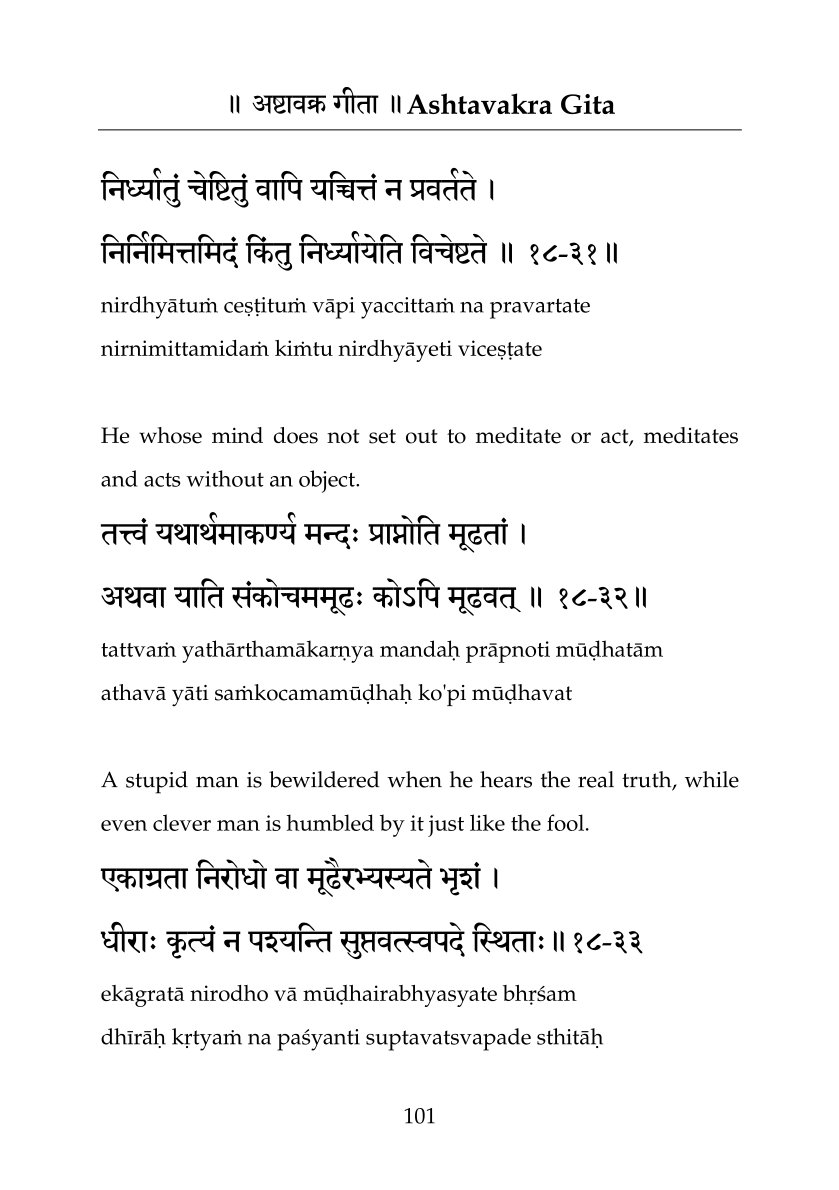 ॥ अष्टावक्र गीता ॥ Ashtavakra Gita
निर्ध्यातुं चेष्टितुं वापि यच्चित्तं न प्रवर्तते ।
निर्निमित्तमिदं किंतु निर्ध्यायेति विचेष्टते ॥ १८-३१॥
nirdhyātuṁ ceṣṭituṁ vāpi yaccittaṁ na pravartate
nirnimittamidaṁ kiṁtu nirdhyāyeti viceṣṭate
He whose mind does not set out to meditate or act, meditates
and acts without an object.
तत्त्वं यथार्थमाकर्ण्य मन्दः प्राप्नोति मूढतां ।
अथवा याति संकोचममूढः कोऽपि मूढवत् ॥ १८-३२॥
tattvaṁ yathārthamākarṇya mandaḥ prāpnoti mūḍhatām
athavā yāti saṁkocamamūḍhaḥ ko'pi mūḍhavat
A stupid man is bewildered when he hears the real truth, while
even clever man is humbled by it just like the fool.
एकाग्रता निरोधो वा मूढैरभ्यस्यते भृशं ।
धीराः कृत्यं न पश्यन्ति सुप्तवत्स्वपदे स्थिताः॥ १८-३३
ekāgratā nirodho vā mūḍhairabhyasyate bhṛśam
dhīrāḥ kṛtyaṁ na paśyanti suptavatsvapade sthitāḥ
101